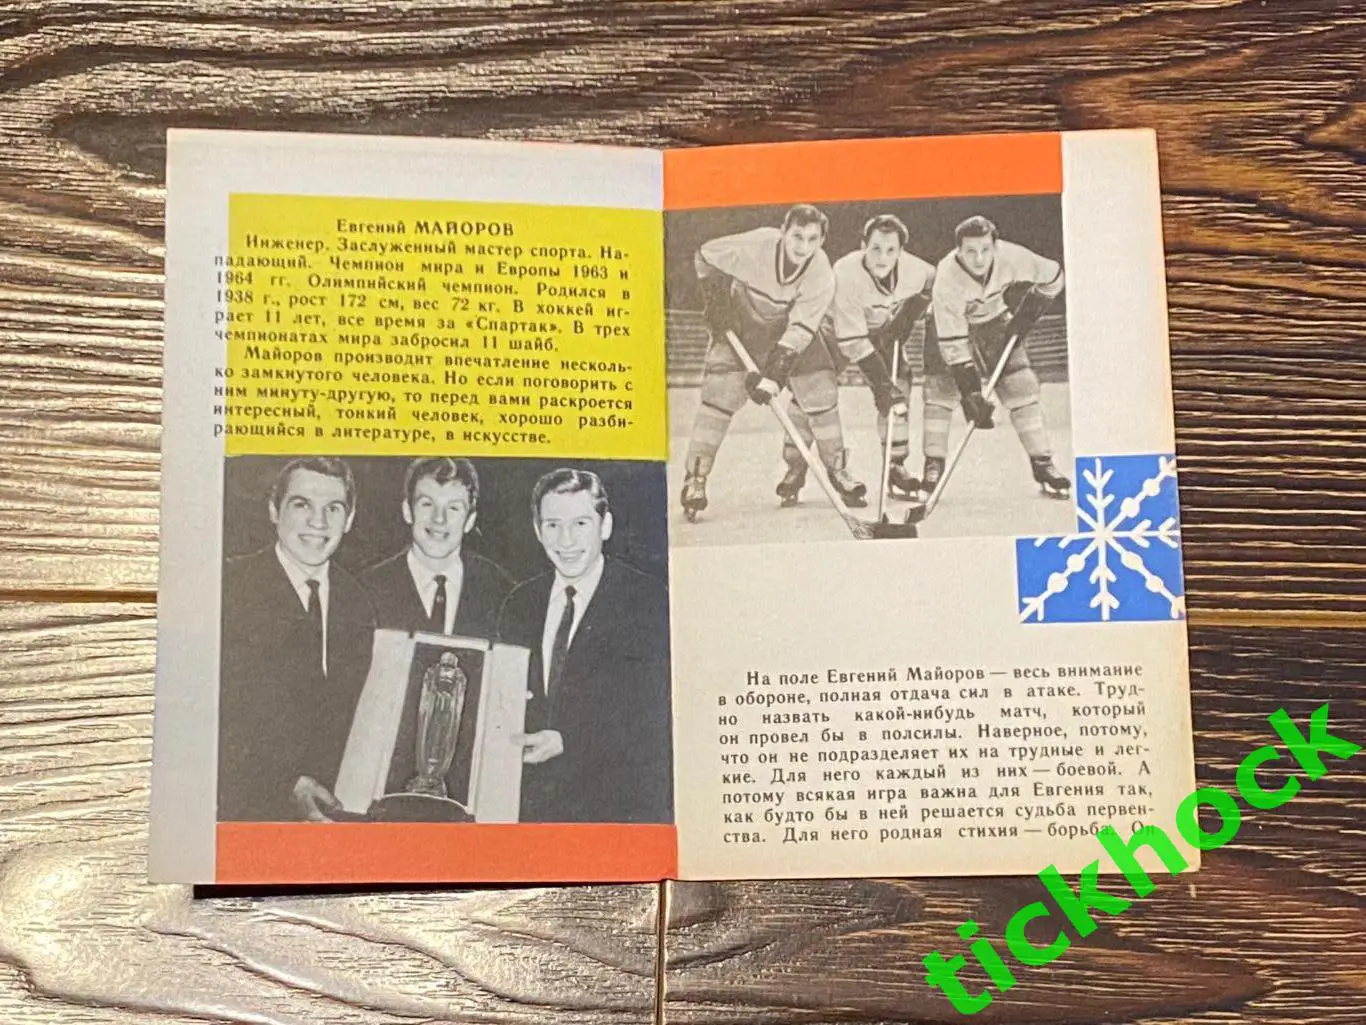 Евгений МАЙОРОВ
Инженер. Заслуженный мастер спорта. На-
падающий. Чемпион мира и Европы 1963 и
1964 гг. Олимпийский чемпион. Родился в
1938 г., рост 172 см, вес 72 кг. В хоккей иг-
рает 11 лет, все время за «Спартак». В трех
чемпионатах мира забросил 11 шайб.
Майоров производит впечатление несколь-
ко замкнутого человека. Но если поговорить с
ним минуту-другую, то перед вами раскроется
интересный, тонкий человек, хорошо разби-
рающийся в литературе, в искусстве.
На поле Евгений Майоров — весь внимание
в обороне, полная отдача сил в атаке. Труд-
но назвать какой-нибудь матч, который
он провел бы в полсилы. Наверное, потому,
что он не подразделяет их на трудные и лег-
кие. Для него каждый из них — боевой. А
потому всякая игра важна для Евгения так,
как будто бы в ней решается судьба первен-
ства. Для него родная стихия — борьба. Он
tickhock